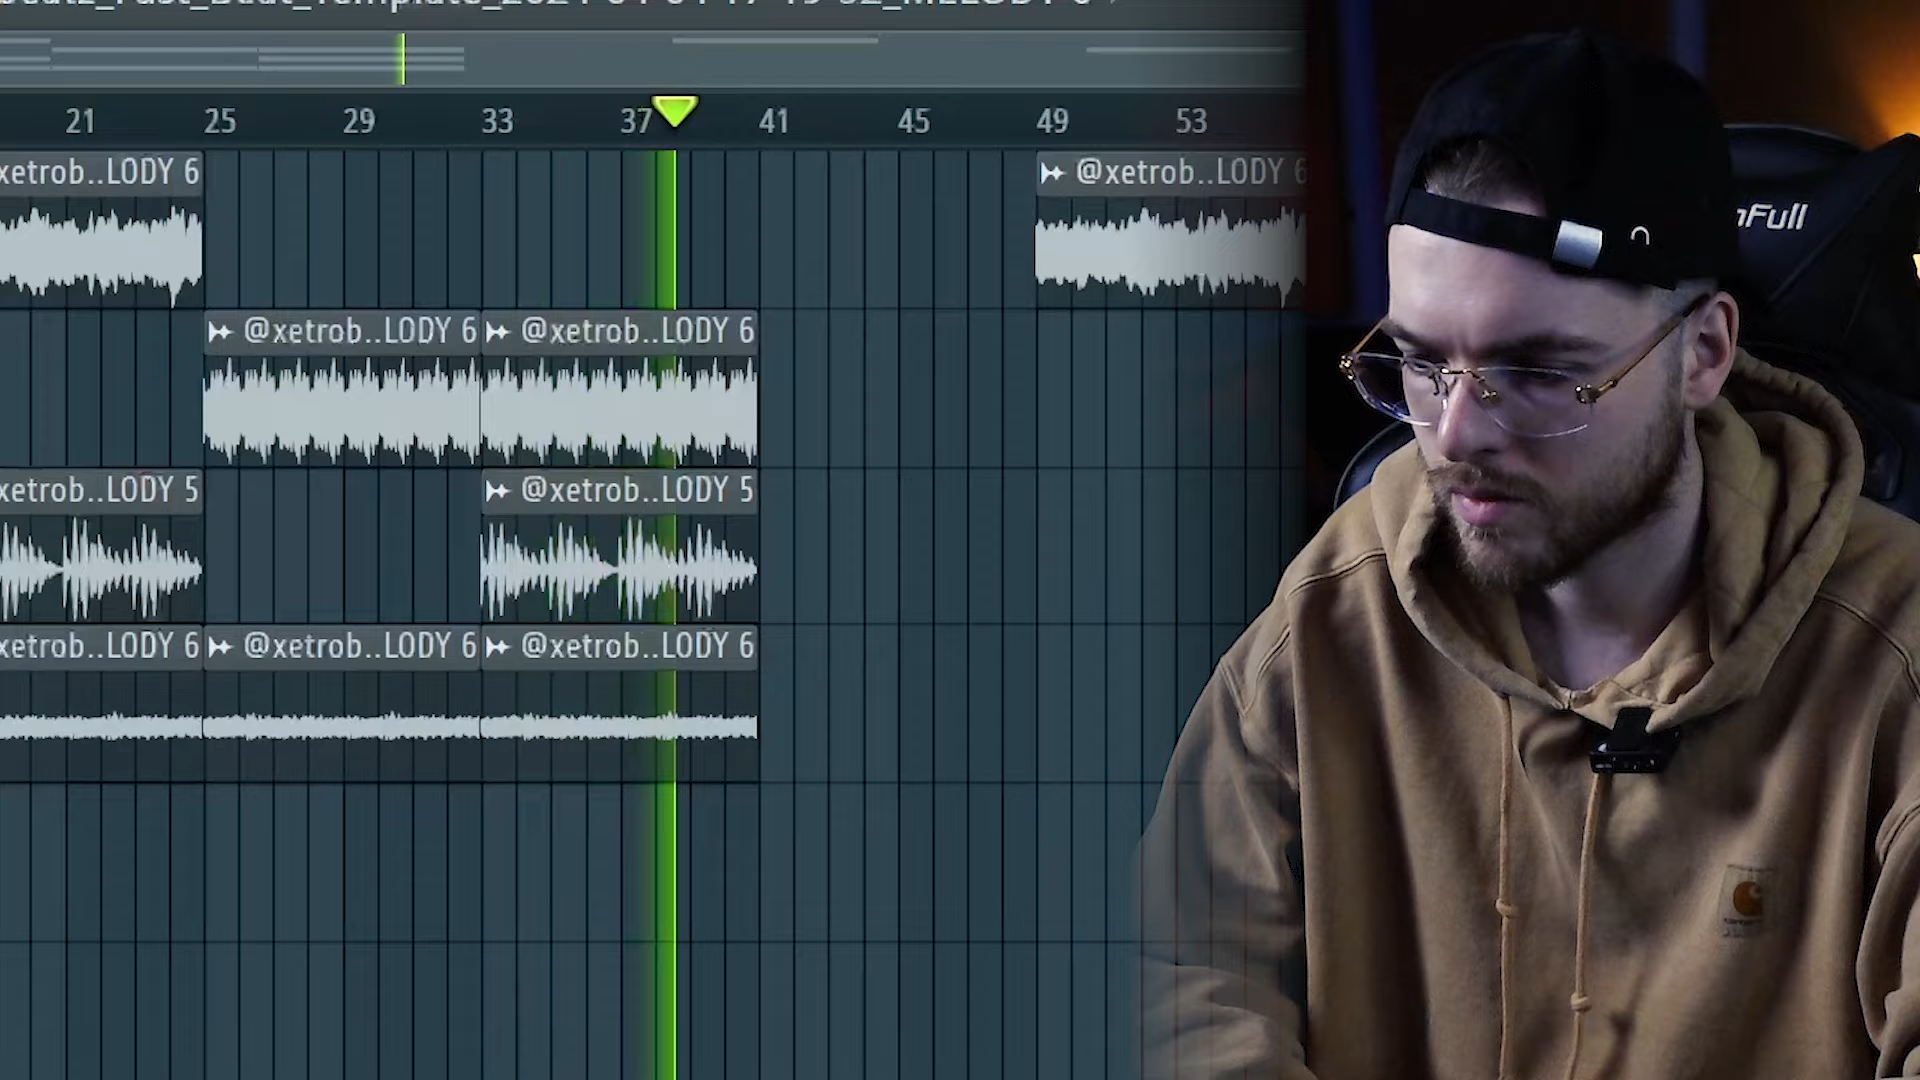 21 25 29 33 37 41 45 49 53
xetrob..LODY 6 @xetrob..LODY 6
@xetrob..LODY 6 @xetrob..LODY 6
xetrob..LODY 5 @xetrob..LODY 5
xetrob..LODY 6 @xetrob..LODY 6 @xetrob..LODY 6